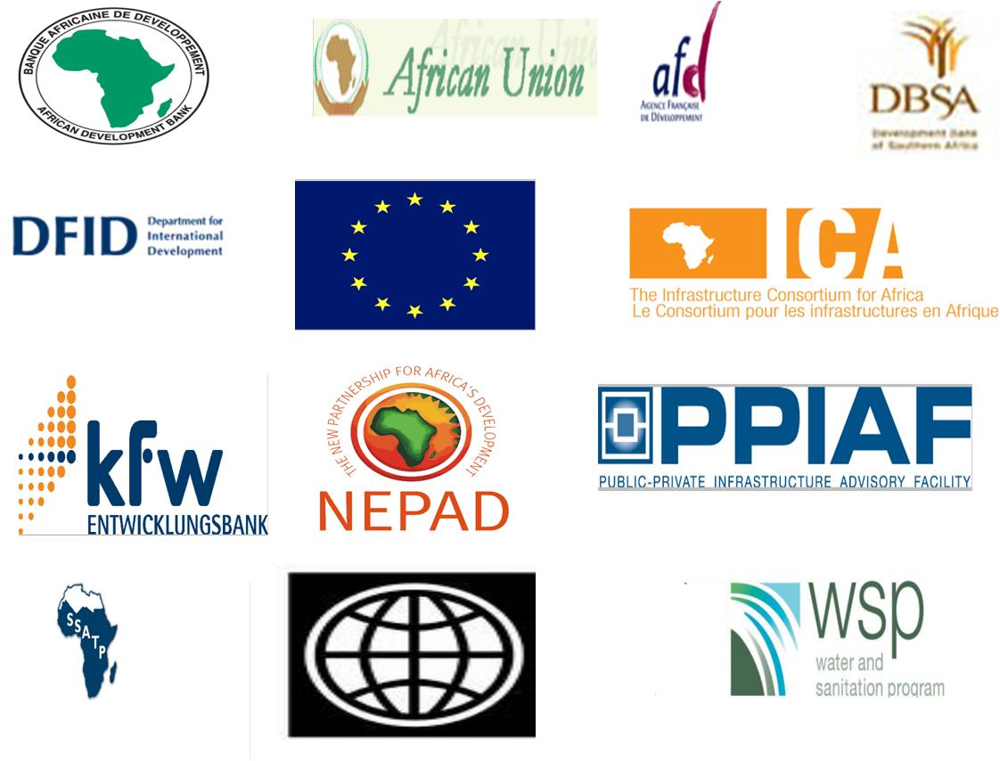 BANQUE AFRICAINE DE DEVELOPPEMENT
AFRICAN DEVELOPMENT BANK
African Union
African Unio
afd
AGENCE FRANÇAISE
DE DÉVELOPPEMENT
DBSA
Development Bank
of Southern Africa
DFID
Department for
International
Development
ICA
The Infrastructure Consortium for Africa
Le Consortium pour les infrastructures en Afrique
kfw
ENTWICKLUNGSBANK
THE NEW PARTNERSHIP FOR AFRICA'S DEVELOPMENT
NEPAD
PPIAF
PUBLIC-PRIVATE INFRASTRUCTURE ADVISORY FACILITY
SSATP
wsp
water and
sanitation program